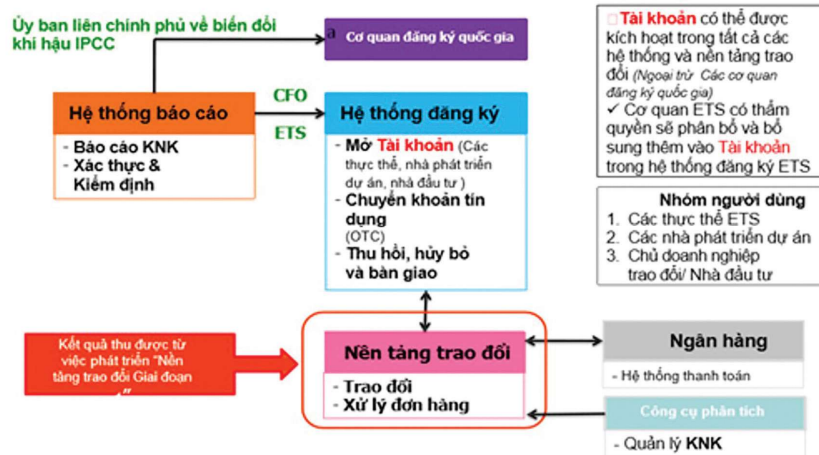 Ủy ban liên chính phủ về biến đổi
khí hậu IPCC
a Cơ quan đăng ký quốc gia
CFO
ETS
Hệ thống báo cáo
- Báo cáo KNK
- Xác thực &
Kiểm định
Hệ thống đăng ký
- Mở Tài khoản (Các
thực thể, nhà phát triển
dự án, nhà đầu tư )
- Chuyển khoản tín
dụng
(OTC)
- Thu hồi, hủy bỏ
và bàn giao
□ Tài khoản có thể được
kích hoạt trong tất cả các
hệ thống và nền tảng trao
đổi (Ngoại trừ Các cơ quan
đăng ký quốc gia)
✓ Cơ quan ETS có thẩm
quyền sẽ phân bổ và bổ
sung thêm vào Tài khoản
trong hệ thống đăng ký ETS
Nhóm người dùng
1. Các thực thể ETS
2. Các nhà phát triển dự án
3. Chủ doanh nghiệp
trao đổi/ Nhà đầu tư
Kết quả thu được từ
việc phát triển "Nền
tảng trao đổi Giai đoạn
Nền tảng trao đổi
- Trao đổi
- Xử lý đơn hàng
Ngân hàng
- Hệ thống thanh toán
Công cụ phân tích
- Quản lý KNK